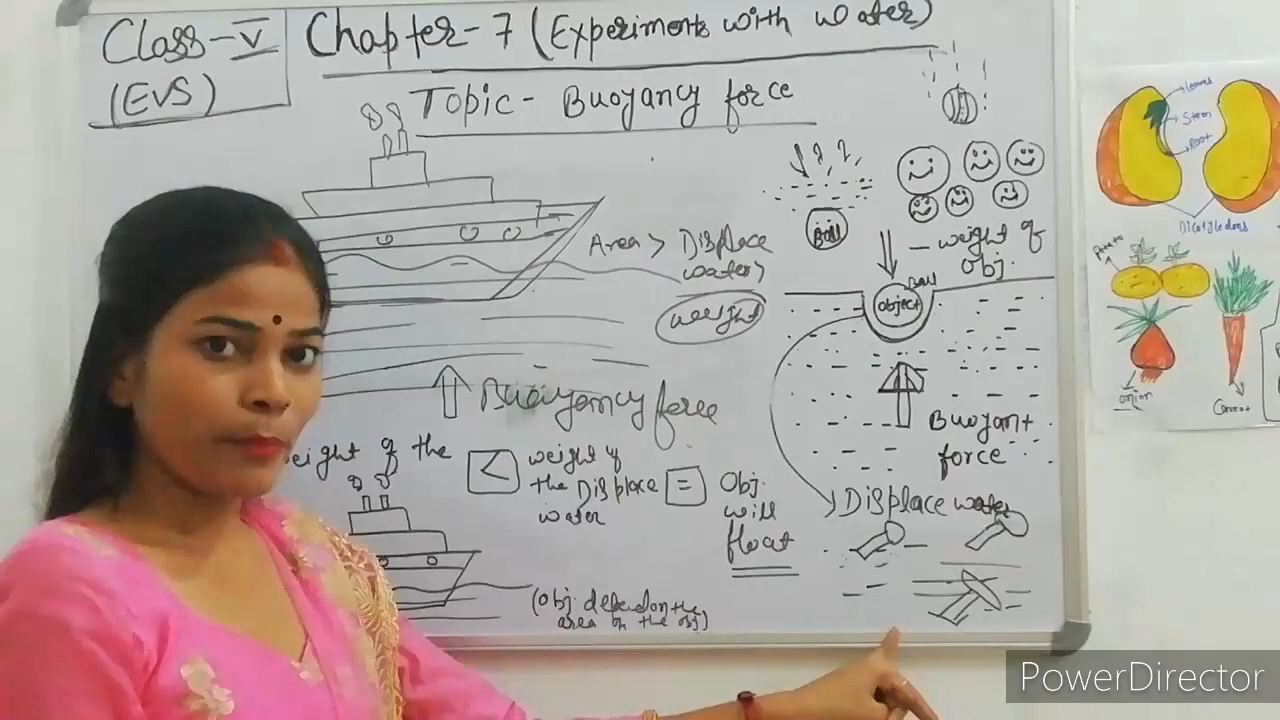 Class-V
(EVS)
Chapter-7 (Experiments with water)
Topic- Buoyancy force
Area > Displace
water >
weight
Ball
- weight of
Obj.
Ball
object
Buoyancy force
Buoyant
force
Displace water
eight of the
< weight of
the Displace
water
= Obj.
will
float
(Obj. depend on the
area on the obj)
leaves
Stem
Root
Dicotyledons
Potato
onion
Carrot
PowerDirector